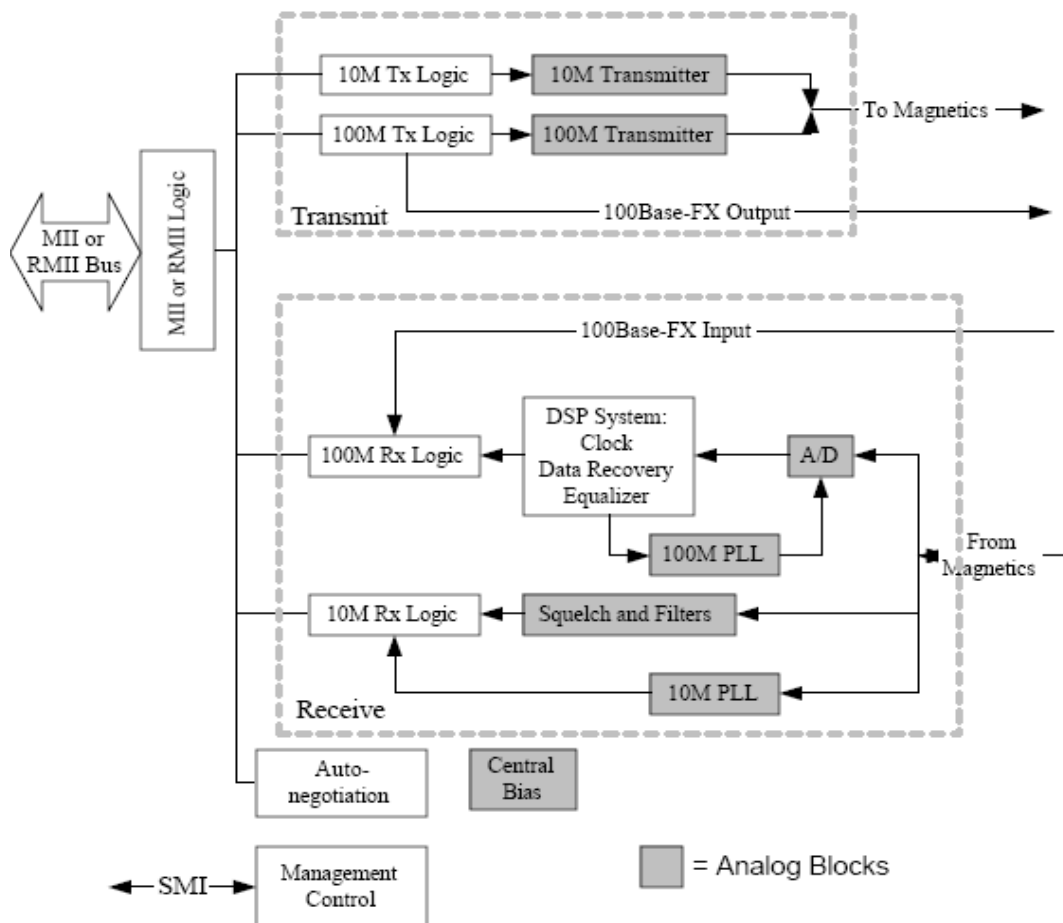 10M Tx Logic
10M Transmitter
To Magnetics
100M Tx Logic
100M Transmitter
Transmit
100Base-FX Output
MII or
RMII Bus
MII or RMII Logic
100Base-FX Input
DSP System:
Clock
Data Recovery
Equalizer
100M Rx Logic
A/D
100M PLL
From
Magnetics
10M Rx Logic
Squelch and Filters
10M PLL
Receive
Auto-
negotiation
Central
Bias
SMI
Management
Control
= Analog Blocks